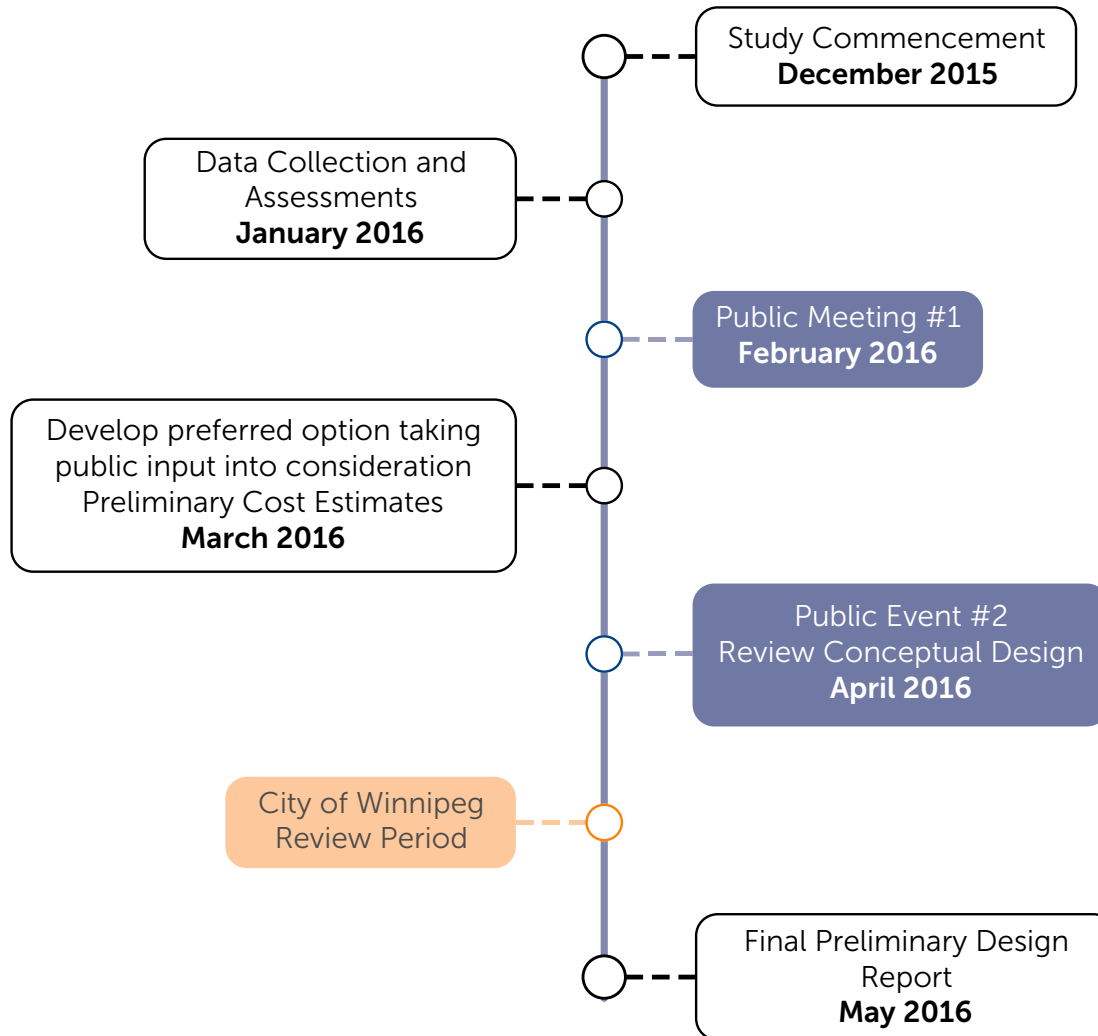 Study Commencement
December 2015
Data Collection and
Assessments
January 2016
Public Meeting #1
February 2016
Develop preferred option taking
public input into consideration
Preliminary Cost Estimates
March 2016
Public Event #2
Review Conceptual Design
April 2016
City of Winnipeg
Review Period
Final Preliminary Design
Report
May 2016